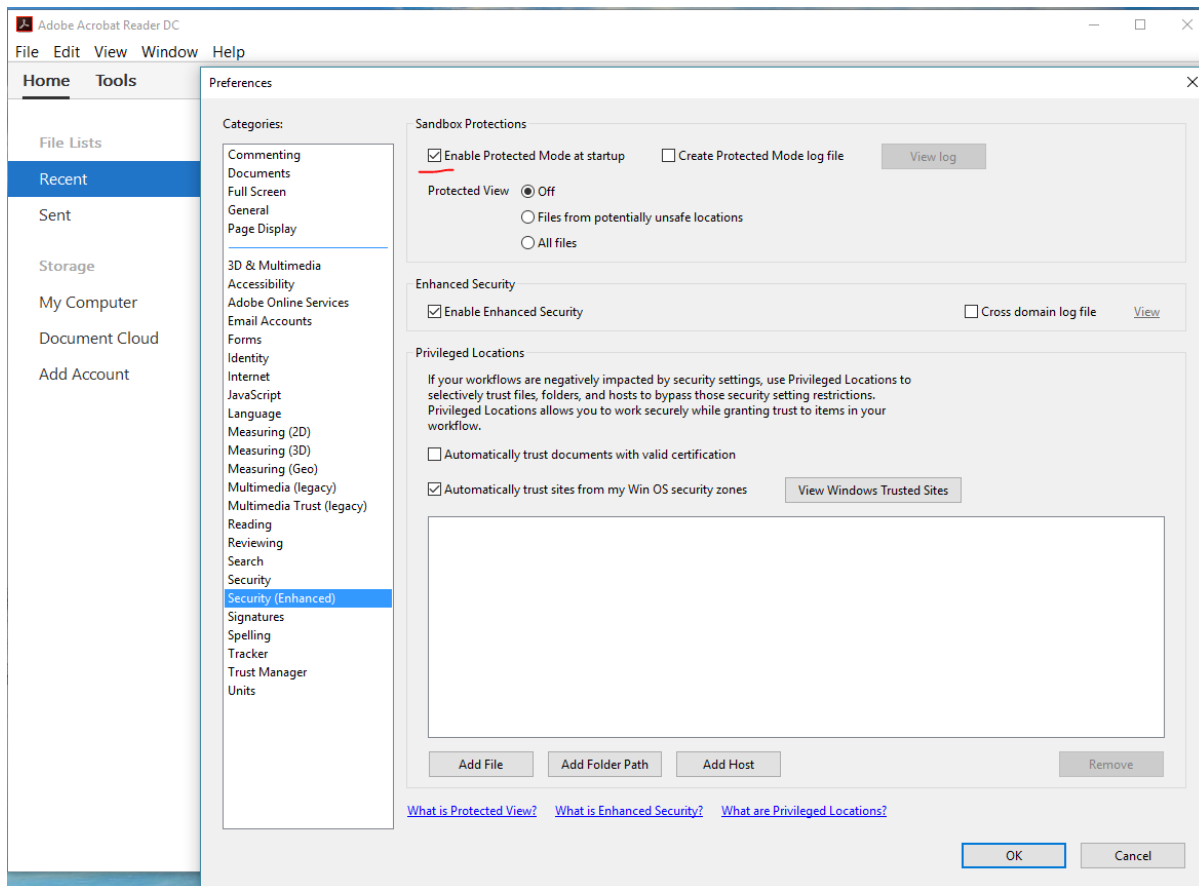 Adobe Acrobat Reader DC
File Edit View Window Help
Home Tools
File Lists
Recent
Sent
Storage
My Computer
Document Cloud
Add Account
Preferences
Categories:
Commenting
Documents
Full Screen
General
Page Display
3D & Multimedia
Accessibility
Adobe Online Services
Email Accounts
Forms
Identity
Internet
JavaScript
Language
Measuring (2D)
Measuring (3D)
Measuring (Geo)
Multimedia (legacy)
Multimedia Trust (legacy)
Reading
Reviewing
Search
Security
Security (Enhanced)
Signatures
Spelling
Tracker
Trust Manager
Units
Sandbox Protections
Enable Protected Mode at startup Create Protected Mode log file View log
Protected View Off
Files from potentially unsafe locations
All files
Enhanced Security
Enable Enhanced Security Cross domain log file View
Privileged Locations
If your workflows are negatively impacted by security settings, use Privileged Locations to
selectively trust files, folders, and hosts to bypass those security setting restrictions.
Privileged Locations allows you to work securely while granting trust to items in your
workflow.
Automatically trust documents with valid certification
Automatically trust sites from my Win OS security zones View Windows Trusted Sites
Add File Add Folder Path Add Host Remove
What is Protected View? What is Enhanced Security? What are Privileged Locations?
OK Cancel